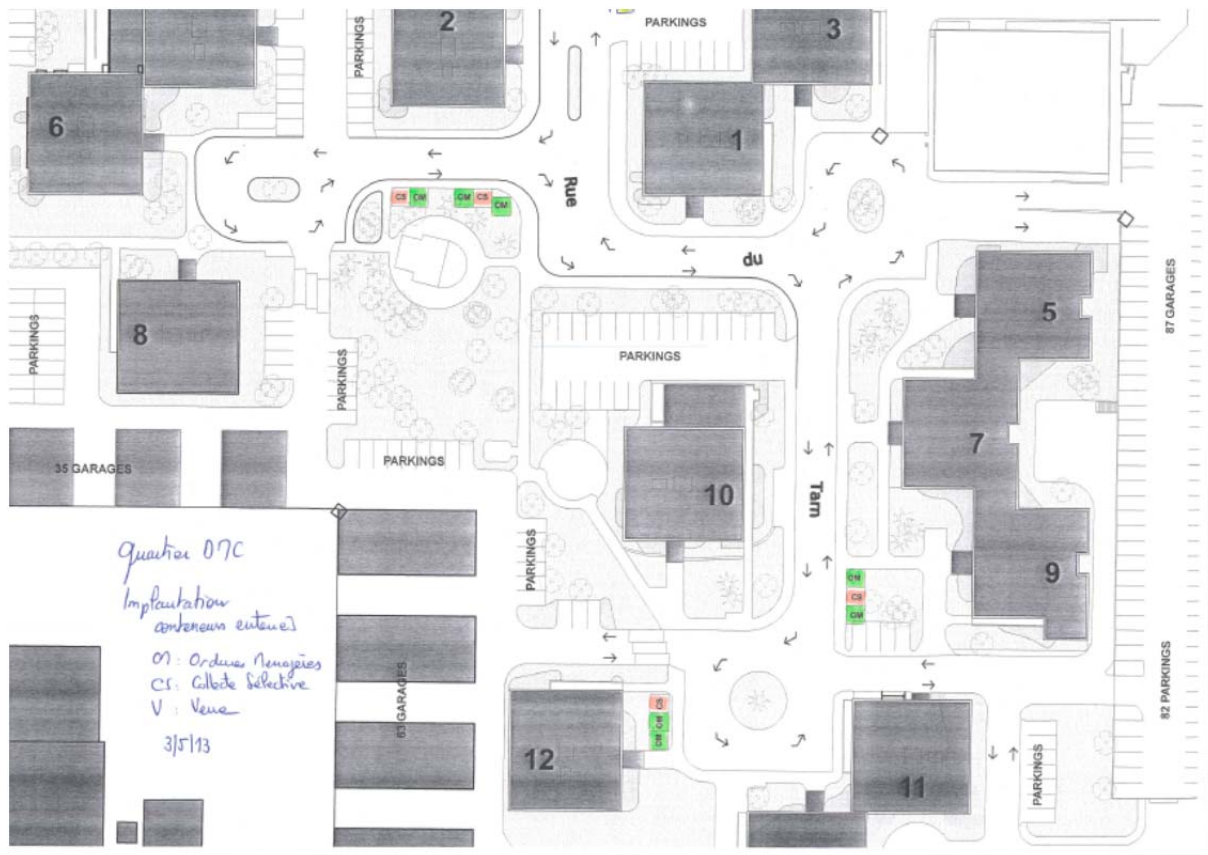 2
PARKINGS
3
PARKINGS
6
1
Rue
CS OM OM CS OM
du
5
87 GARAGES
8
PARKINGS
PARKINGS
PARKINGS
7
35 GARAGES
PARKINGS
10
Tarn
PARKINGS
9
OM
CS
OM
Quartier D7C
Implantation
conteneurs enterrés
OM : Ordures Ménagères
CS : Collecte Sélective
V : Verre
3/5/13
63 GARAGES
82 PARKINGS
CS
OM
OM
12
11
PARKINGS